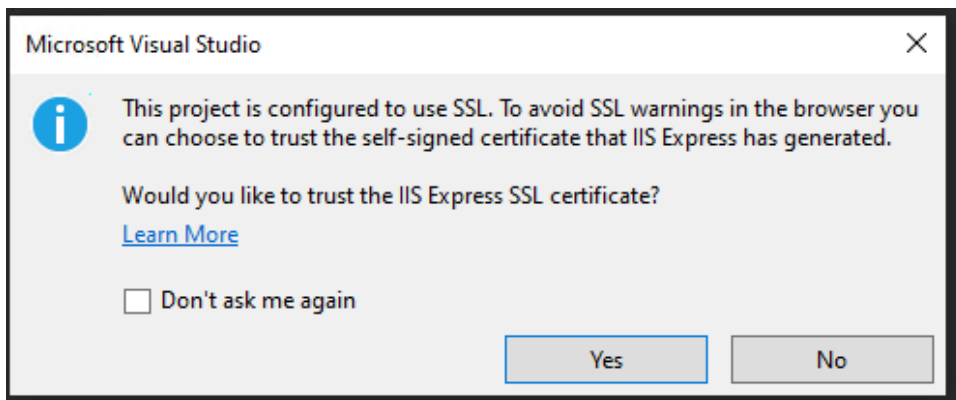 Microsoft Visual Studio
This project is configured to use SSL. To avoid SSL warnings in the browser you
can choose to trust the self-signed certificate that IIS Express has generated.
Would you like to trust the IIS Express SSL certificate?
Learn More
Don't ask me again
Yes
No